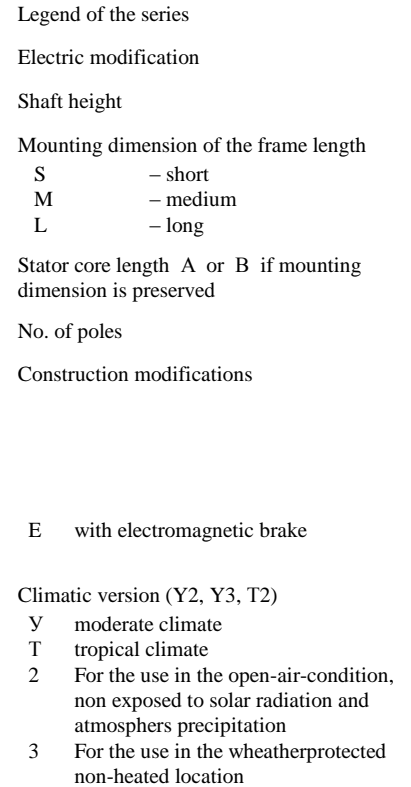 Legend of the series
Electric modification
Shaft height
Mounting dimension of the frame length
S – short
M – medium
L – long
Stator core length A or B if mounting
dimension is preserved
No. of poles
Construction modifications
E with electromagnetic brake
Climatic version (Y2, Y3, T2)
У moderate climate
T tropical climate
2 For the use in the open-air-condition,
non exposed to solar radiation and
atmosphers precipitation
3 For the use in the wheatherprotected
non-heated location